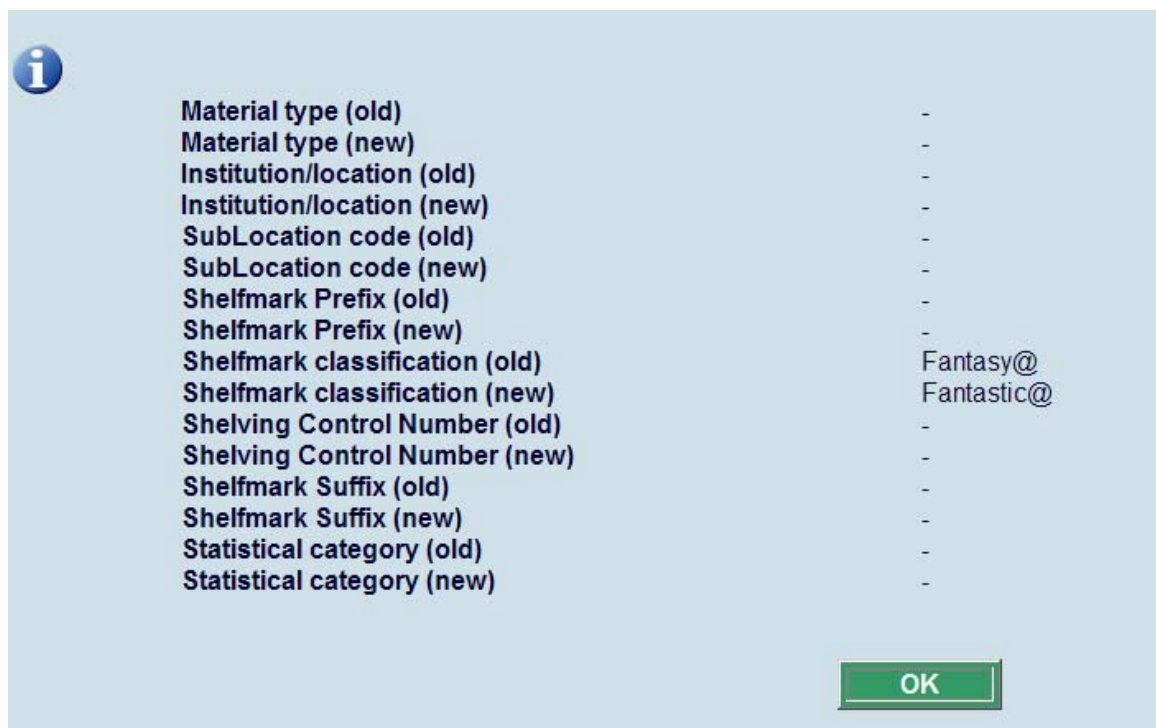 Material type (old) -
Material type (new) -
Institution/location (old) -
Institution/location (new) -
SubLocation code (old) -
SubLocation code (new) -
Shelfmark Prefix (old) -
Shelfmark Prefix (new) -
Shelfmark classification (old) Fantasy@
Shelfmark classification (new) Fantastic@
Shelving Control Number (old) -
Shelving Control Number (new) -
Shelfmark Suffix (old) -
Shelfmark Suffix (new) -
Statistical category (old) -
Statistical category (new) -
OK